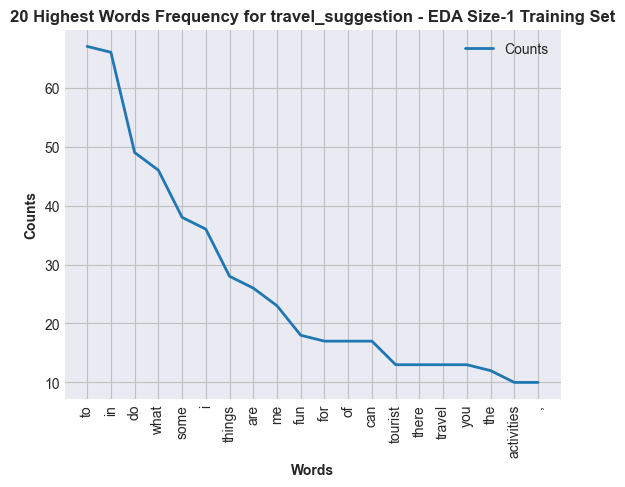 20 Highest Words Frequency for travel_suggestion - EDA Size-1 Training Set
Counts
Counts
60
50
40
30
20
10
to
in
do
what
some
i
things
are
me
fun
for
of
can
tourist
there
travel
you
the
activities
,
Words